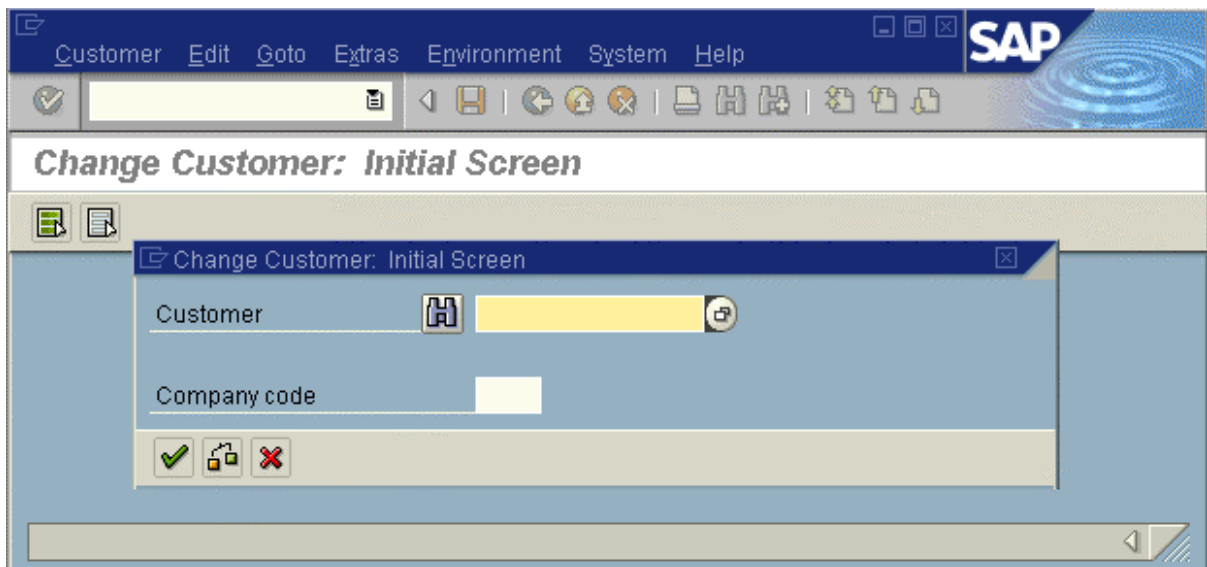 Customer Edit Goto Extras Environment System Help
SAP
Change Customer: Initial Screen
Change Customer: Initial Screen
Customer
Company code